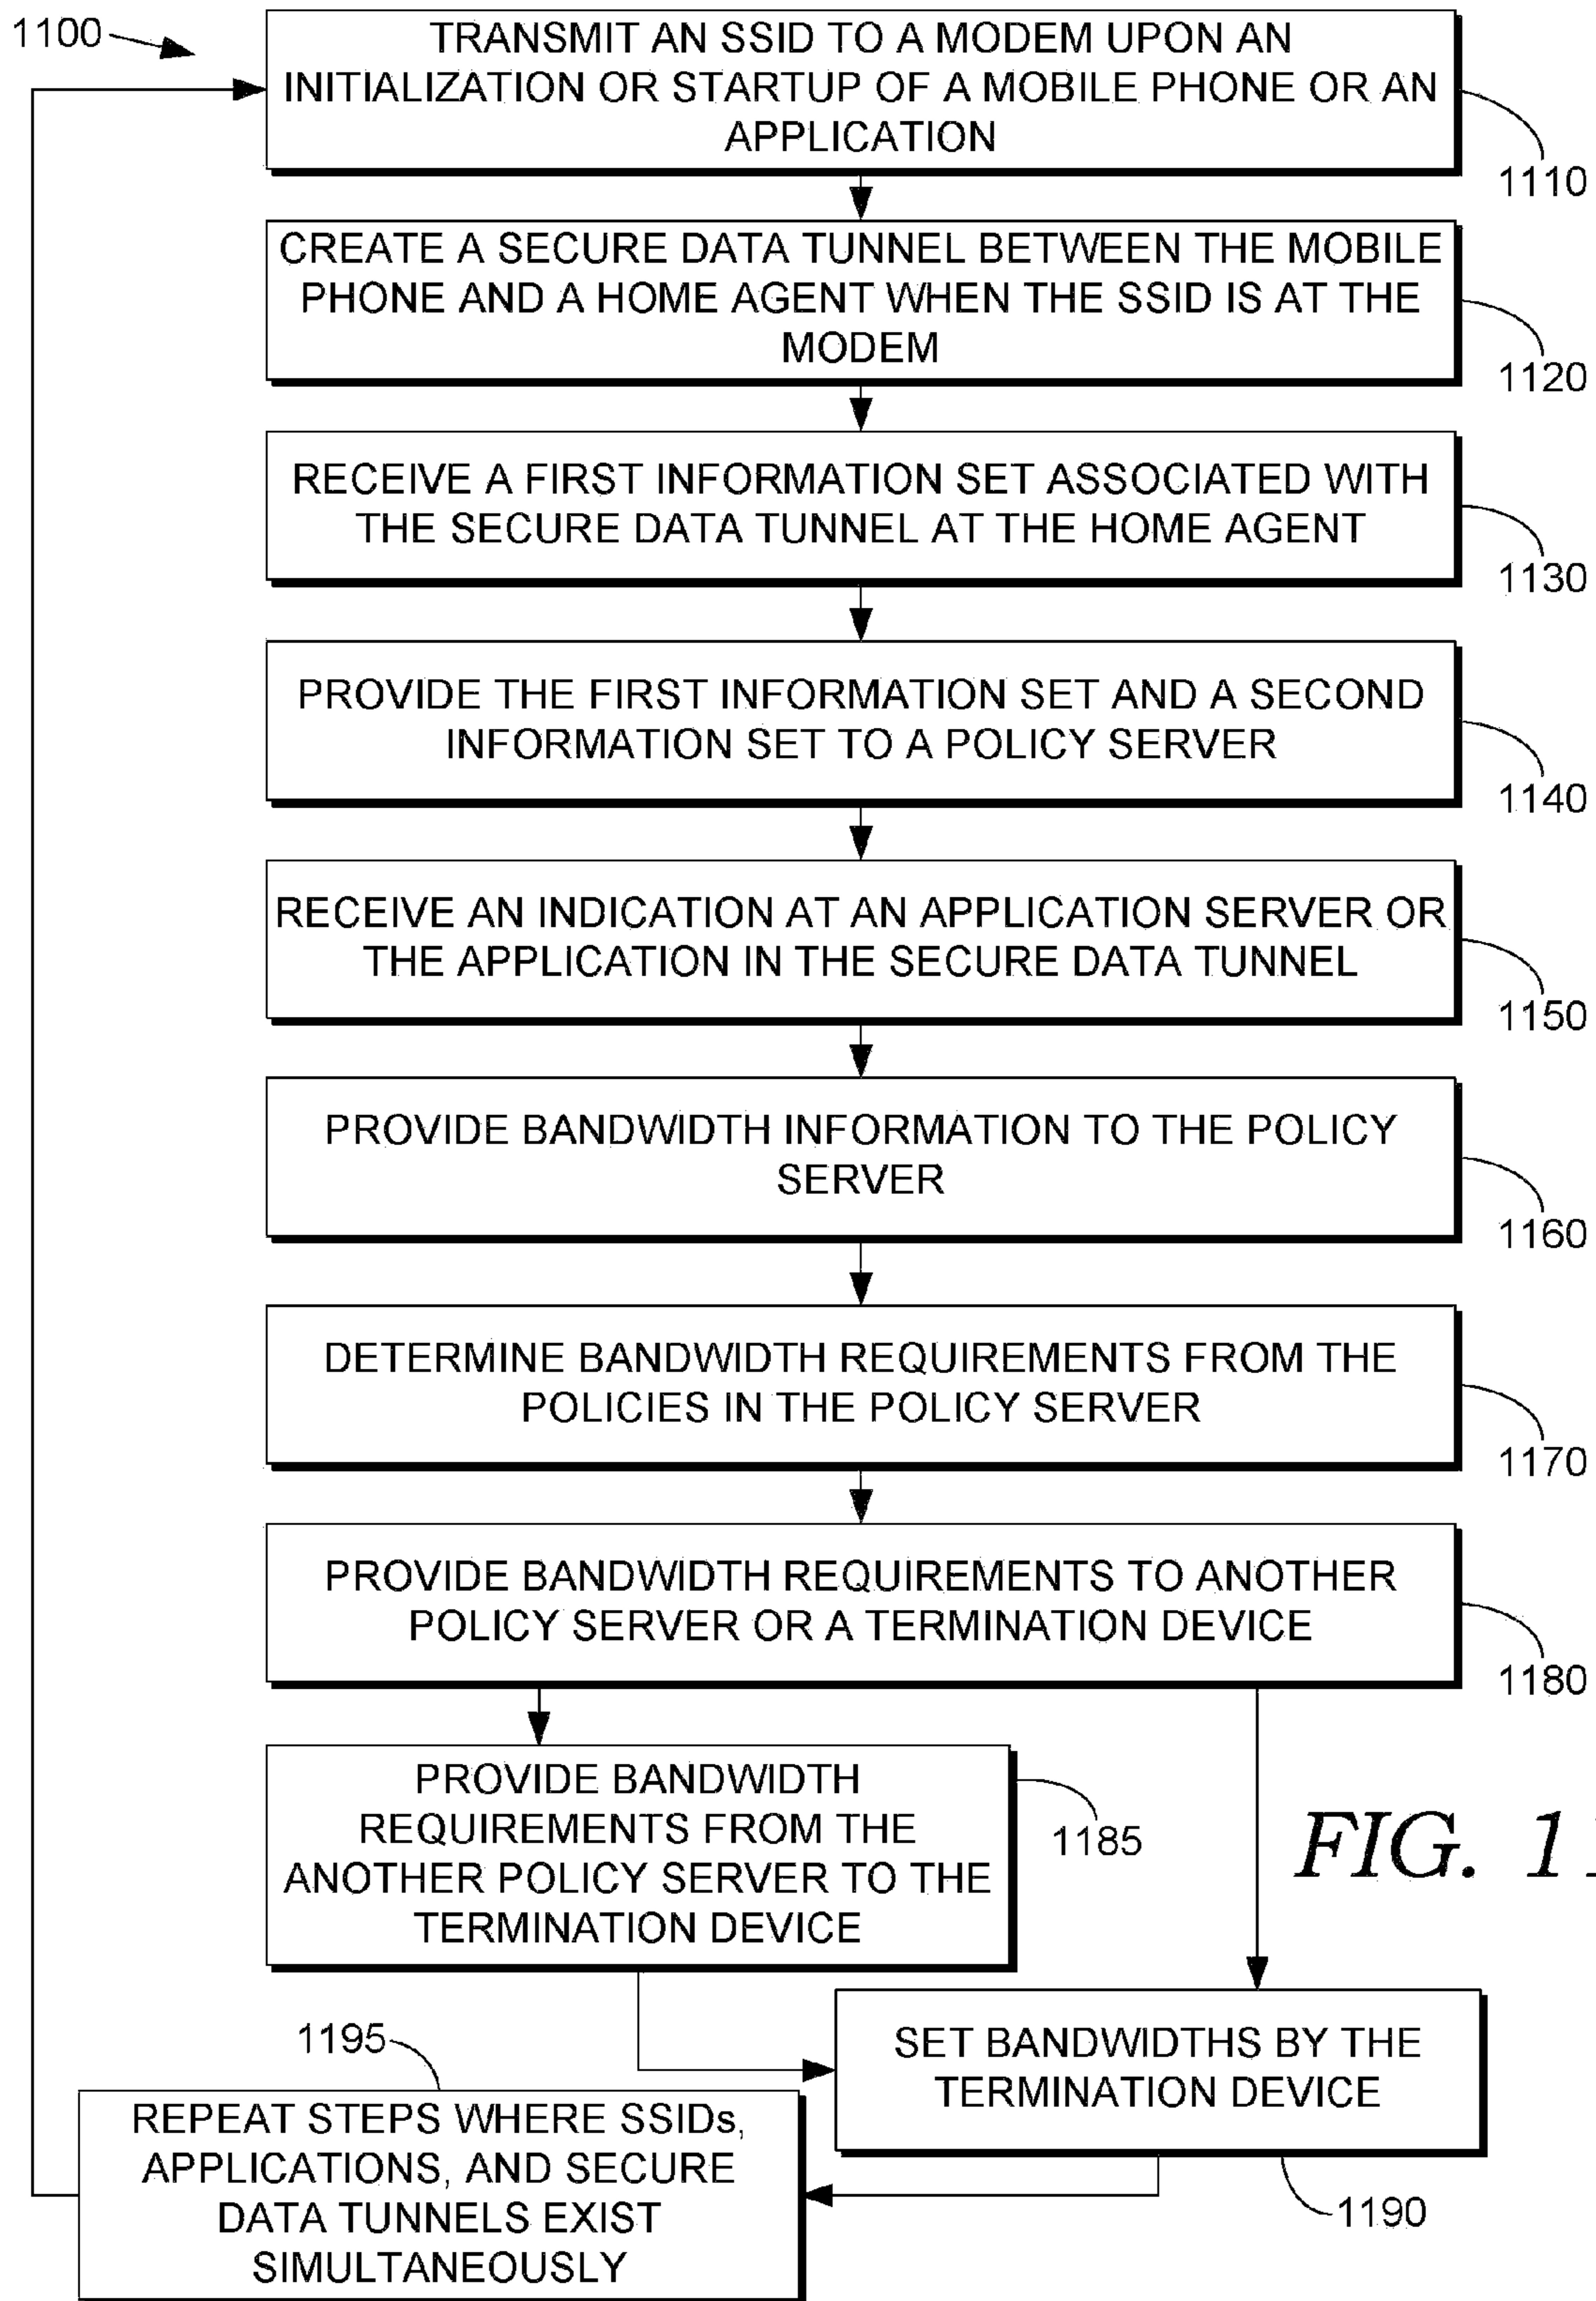 1100
TRANSMIT AN SSID TO A MODEM UPON AN
INITIALIZATION OR STARTUP OF A MOBILE PHONE OR AN
APPLICATION
1110
CREATE A SECURE DATA TUNNEL BETWEEN THE MOBILE
PHONE AND A HOME AGENT WHEN THE SSID IS AT THE
MODEM
1120
RECEIVE A FIRST INFORMATION SET ASSOCIATED WITH
THE SECURE DATA TUNNEL AT THE HOME AGENT
1130
PROVIDE THE FIRST INFORMATION SET AND A SECOND
INFORMATION SET TO A POLICY SERVER
1140
RECEIVE AN INDICATION AT AN APPLICATION SERVER OR
THE APPLICATION IN THE SECURE DATA TUNNEL
1150
PROVIDE BANDWIDTH INFORMATION TO THE POLICY
SERVER
1160
DETERMINE BANDWIDTH REQUIREMENTS FROM THE
POLICIES IN THE POLICY SERVER
1170
PROVIDE BANDWIDTH REQUIREMENTS TO ANOTHER
POLICY SERVER OR A TERMINATION DEVICE
1180
PROVIDE BANDWIDTH
REQUIREMENTS FROM THE
ANOTHER POLICY SERVER TO THE
TERMINATION DEVICE
1185
FIG. 11
SET BANDWIDTHS BY THE
TERMINATION DEVICE
1190
1195
REPEAT STEPS WHERE SSIDs,
APPLICATIONS, AND SECURE
DATA TUNNELS EXIST
SIMULTANEOUSLY